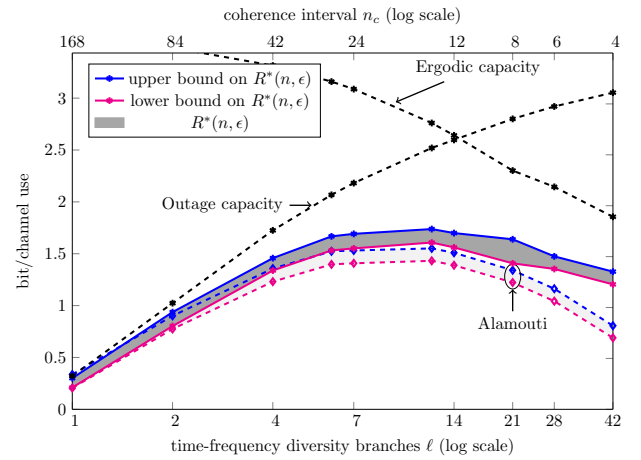 coherence interval n_c (log scale)
168 84 42 24 12 8 6 4
upper bound on R*(n, ϵ)
lower bound on R*(n, ϵ)
R*(n, ϵ)
Ergodic capacity
Outage capacity
Alamouti
bit/channel use
3
2.5
2
1.5
1
0.5
0
1 2 4 7 14 21 28 42
time-frequency diversity branches ℓ (log scale)